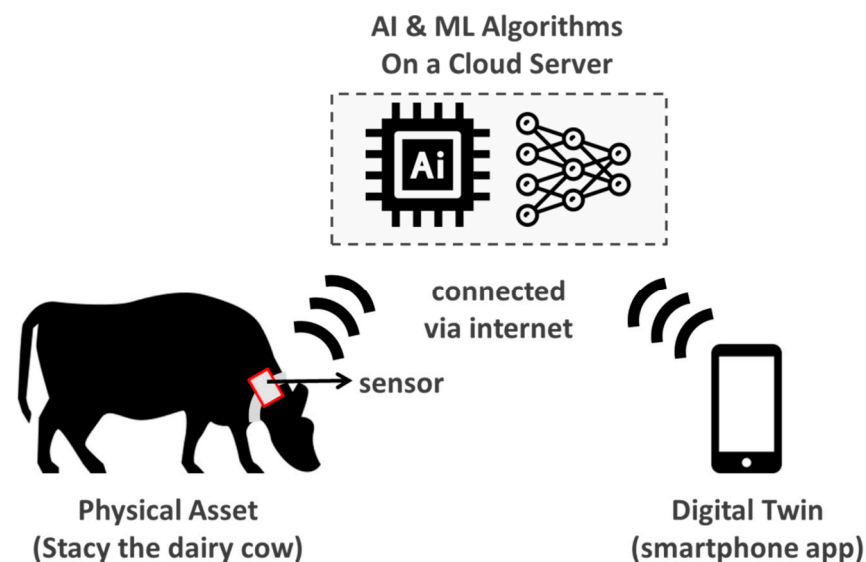 AI & ML Algorithms
On a Cloud Server
Ai
connected
via internet
sensor
Physical Asset
(Stacy the dairy cow)
Digital Twin
(smartphone app)